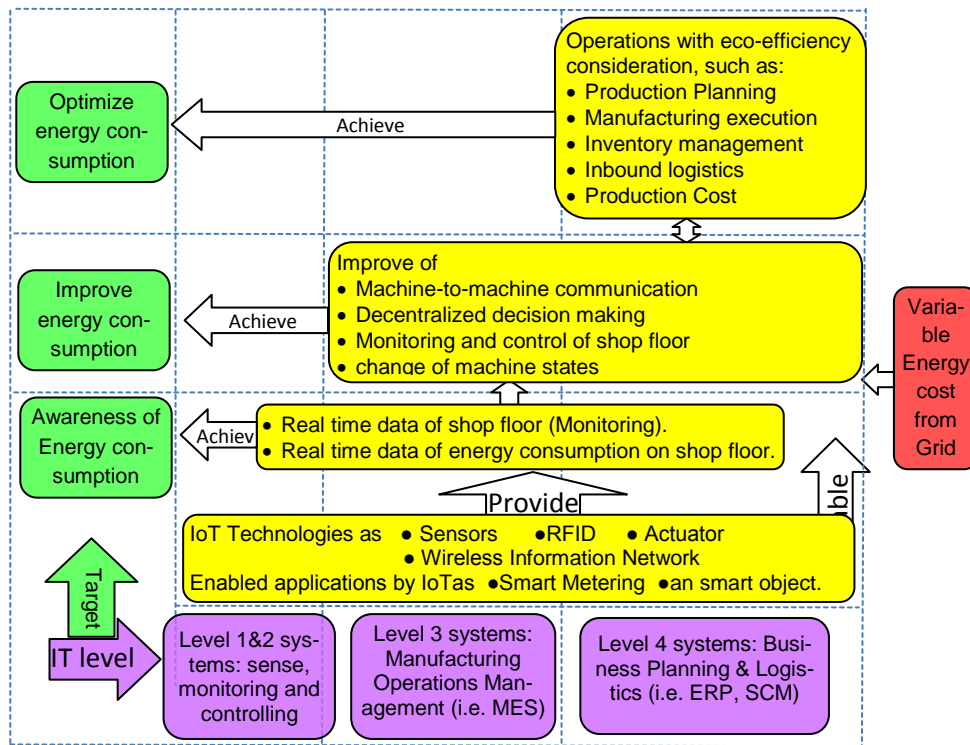 Operations with eco-efficiency
consideration, such as:
● Production Planning
● Manufacturing execution
● Inventory management
● Inbound logistics
● Production Cost
Optimize
energy con-
sumption
Achieve
Improve of
● Machine-to-machine communication
● Decentralized decision making
● Monitoring and control of shop floor
● change of machine states
Improve
energy con-
sumption
Achieve
Varia-
ble
Energy
cost
from
Grid
Awareness of
Energy con-
sumption
Achiev
● Real time data of shop floor (Monitoring).
● Real time data of energy consumption on shop floor.
Provide
able
IoT Technologies as ● Sensors ●RFID ● Actuator
● Wireless Information Network
Enabled applications by IoTas ●Smart Metering ●an smart object.
Target
IT level
Level 1&2 sys-
tems: sense,
monitoring and
controlling
Level 3 systems:
Manufacturing
Operations Man-
agement (i.e. MES)
Level 4 systems: Busi-
ness Planning & Logis-
tics (i.e. ERP, SCM)